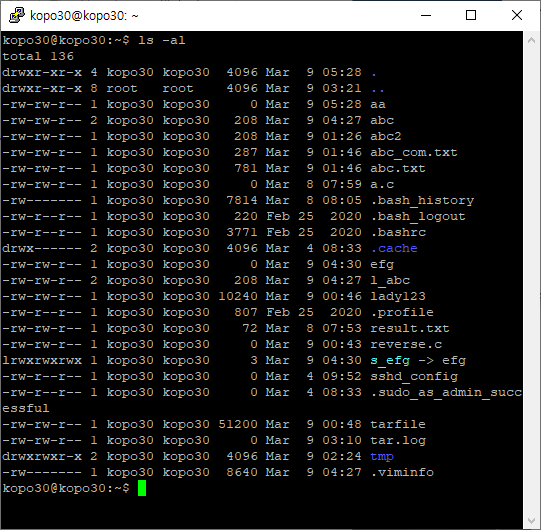 kopo30@kopo30: ~
kopo30@kopo30:~$ ls -al
total 136
drwxr-xr-x 4 kopo30 kopo30  4096 Mar  9 05:28 .
drwxr-xr-x 8 root   root    4096 Mar  9 03:21 ..
-rw-rw-r-- 1 kopo30 kopo30     0 Mar  9 05:28 aa
-rw-rw-r-- 2 kopo30 kopo30   208 Mar  9 04:27 abc
-rw-rw-r-- 1 kopo30 kopo30   208 Mar  9 01:26 abc2
-rw-rw-r-- 1 kopo30 kopo30   287 Mar  9 01:46 abc_com.txt
-rw-rw-r-- 1 kopo30 kopo30   781 Mar  9 01:46 abc.txt
-rw-rw-r-- 1 kopo30 kopo30     0 Mar  8 07:59 a.c
-rw------- 1 kopo30 kopo30  7814 Mar  8 08:05 .bash_history
-rw-r--r-- 1 kopo30 kopo30   220 Feb 25  2020 .bash_logout
-rw-r--r-- 1 kopo30 kopo30  3771 Feb 25  2020 .bashrc
drwx------ 2 kopo30 kopo30  4096 Mar  4 08:33 .cache
-rw-rw-r-- 1 kopo30 kopo30     0 Mar  9 04:30 efg
-rw-rw-r-- 2 kopo30 kopo30   208 Mar  9 04:27 l_abc
-rw-rw-r-- 1 kopo30 kopo30 10240 Mar  9 00:46 lady123
-rw-r--r-- 1 kopo30 kopo30   807 Feb 25  2020 .profile
-rw-rw-r-- 1 kopo30 kopo30    72 Mar  8 07:53 result.txt
-rw-rw-r-- 1 kopo30 kopo30     0 Mar  9 00:43 reverse.c
lrwxrwxrwx 1 kopo30 kopo30     3 Mar  9 04:30 s_efg -> efg
-rw-r--r-- 1 kopo30 kopo30     0 Mar  4 09:52 sshd_config
-rw-r--r-- 1 kopo30 kopo30     0 Mar  4 08:33 .sudo_as_admin_succ
essful
-rw-rw-r-- 1 kopo30 kopo30 51200 Mar  9 00:48 tarfile
-rw-rw-r-- 1 kopo30 kopo30     0 Mar  9 03:10 tar.log
drwxrwxr-x 2 kopo30 kopo30  4096 Mar  9 02:24 tmp
-rw------- 1 kopo30 kopo30  8640 Mar  9 04:27 .viminfo
kopo30@kopo30:~$